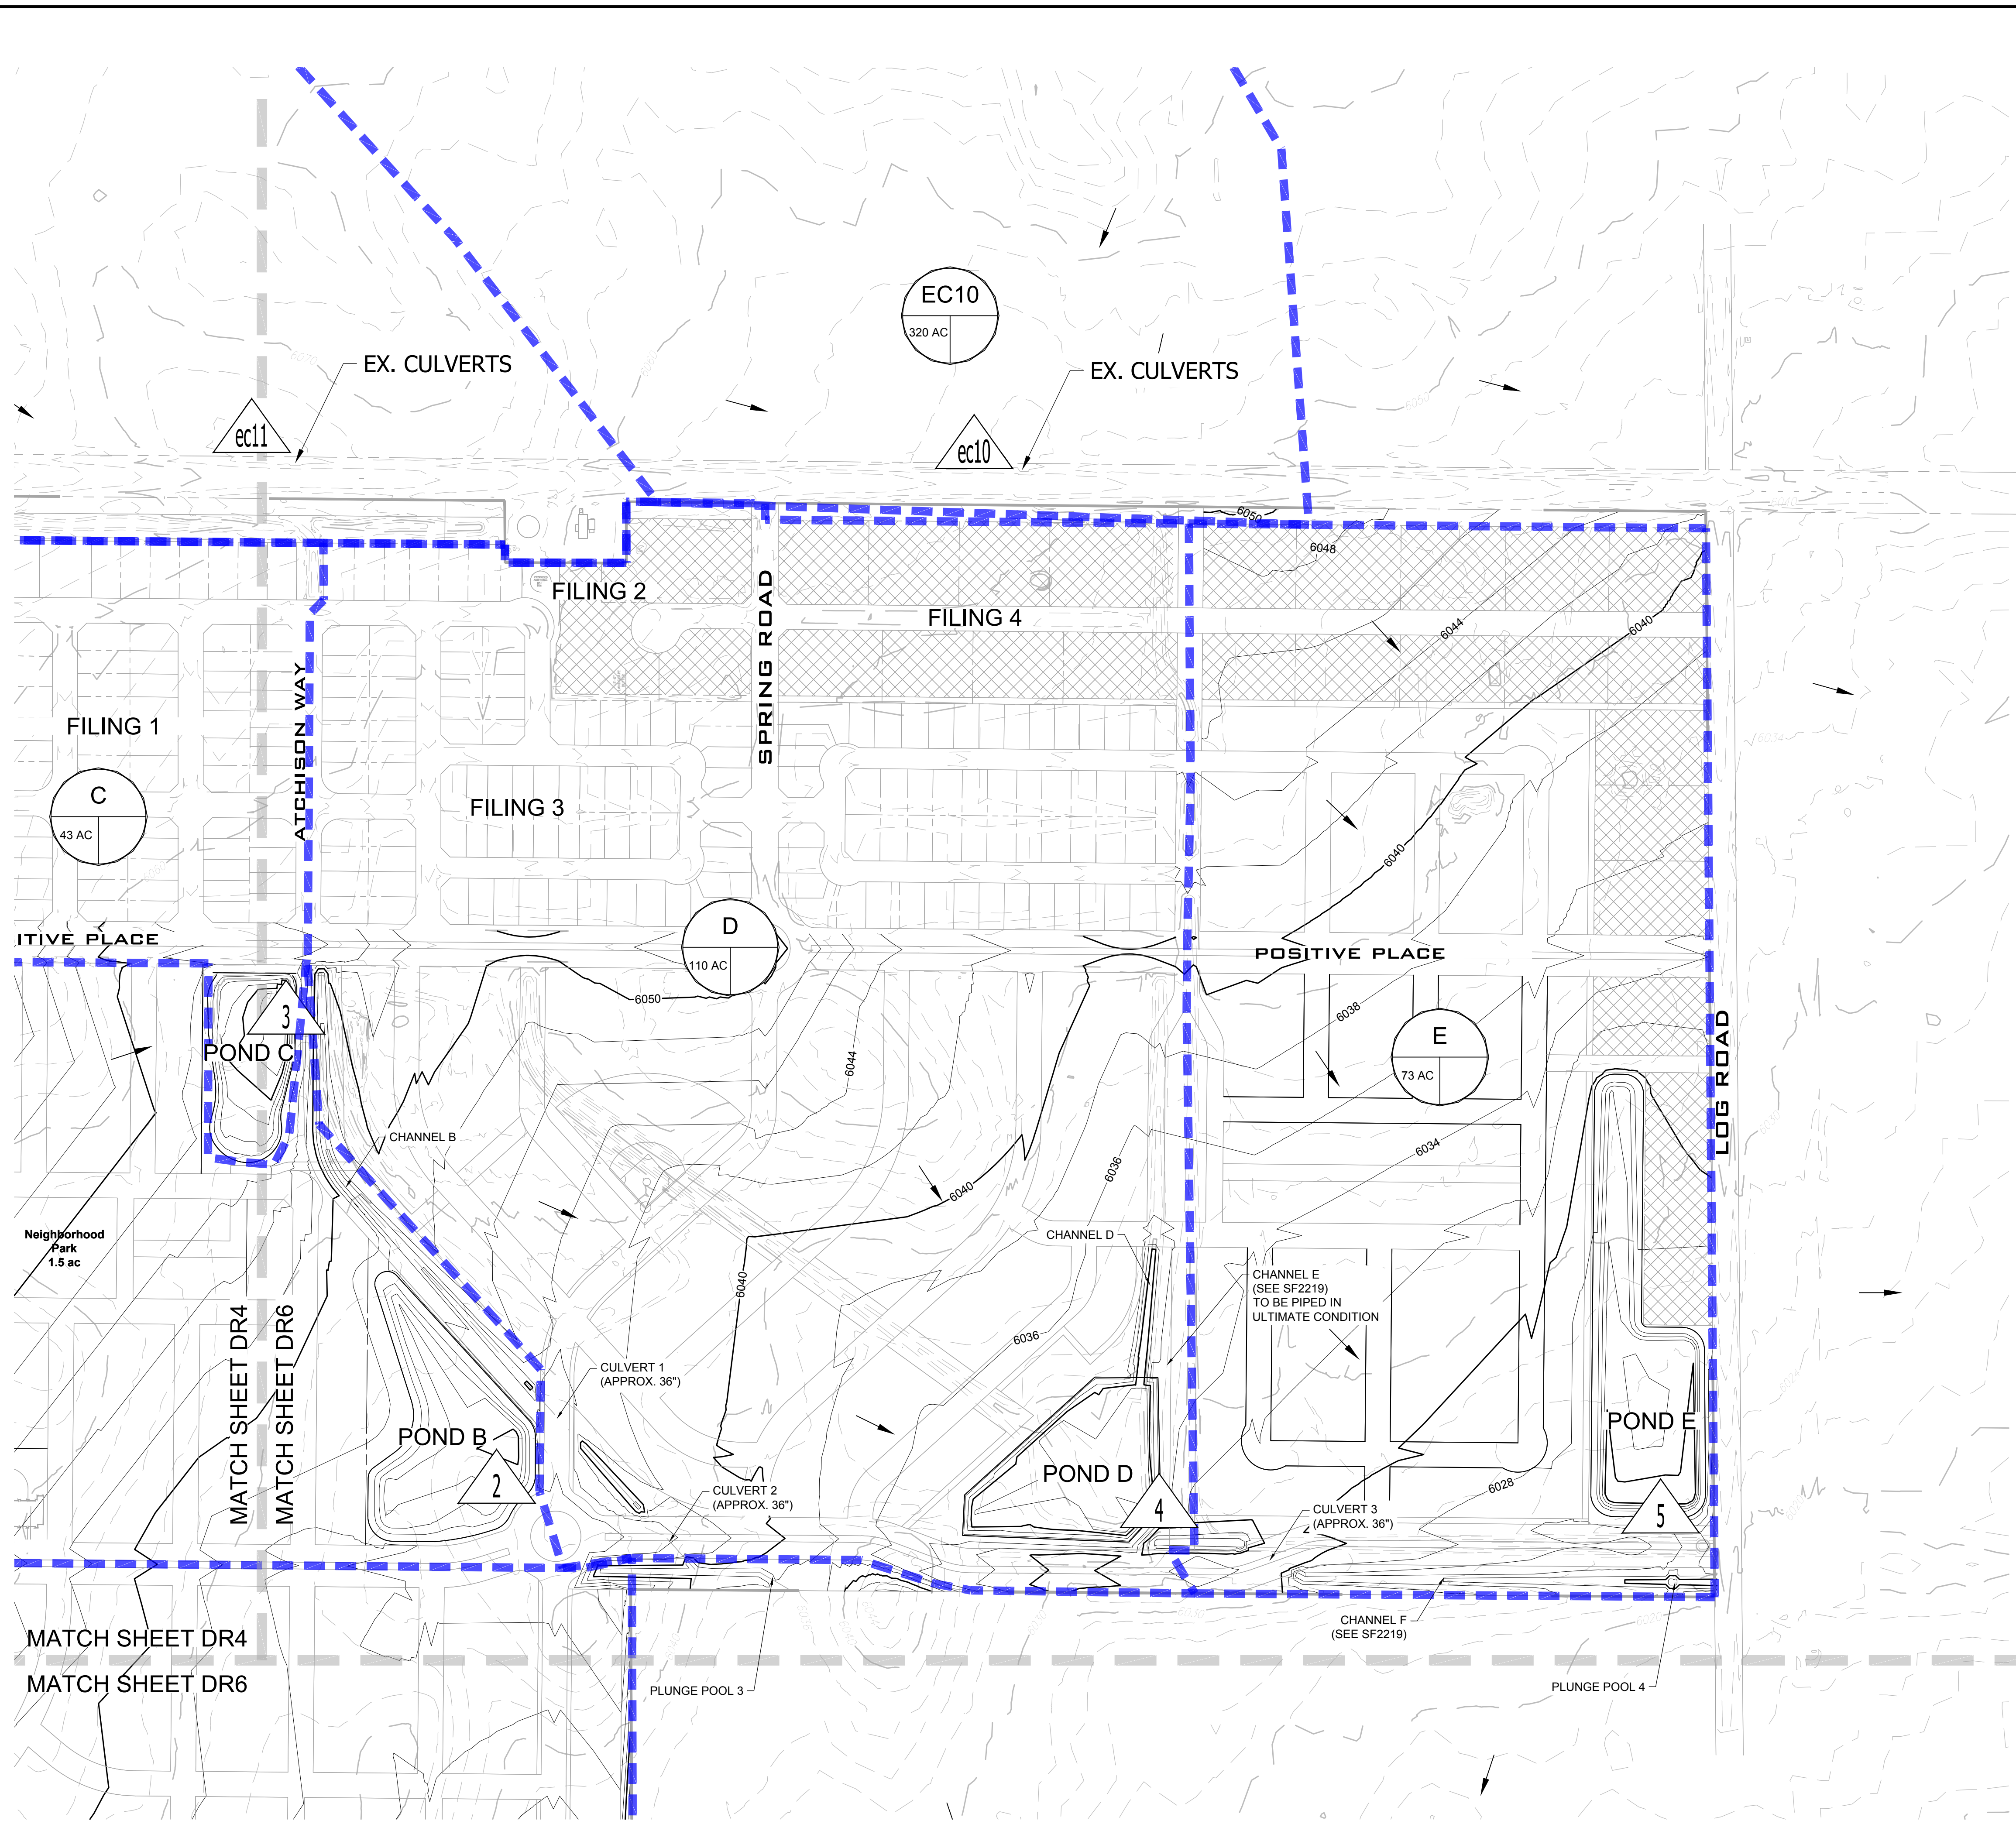 EC10
320 AC
EX. CULVERTS
EX. CULVERTS
ec11
ec10
6070
6050
6050
6048
FILING 2
FILING 4
SPRING ROAD
6044
6040
ATCHISON WAY
FILING 1
FILING 3
6034
C
43 AC
6040
D
110 AC
ITIVE PLACE
POSITIVE PLACE
6050
6038
3
POND C
6044
E
73 AC
LOG ROAD
CHANNEL B
6036
6034
6040
Neighborhood
Park
1.5 ac
CHANNEL D
6040
CHANNEL E
(SEE SF2219)
TO BE PIPED IN
ULTIMATE CONDITION
MATCH SHEET DR4
MATCH SHEET DR6
6036
CULVERT 1
(APPROX. 36")
POND B
POND E
2
CULVERT 2
(APPROX. 36")
POND D
4
6028
CULVERT 3
(APPROX. 36")
5
CHANNEL F
(SEE SF2219)
MATCH SHEET DR4
MATCH SHEET DR6
PLUNGE POOL 3
PLUNGE POOL 4